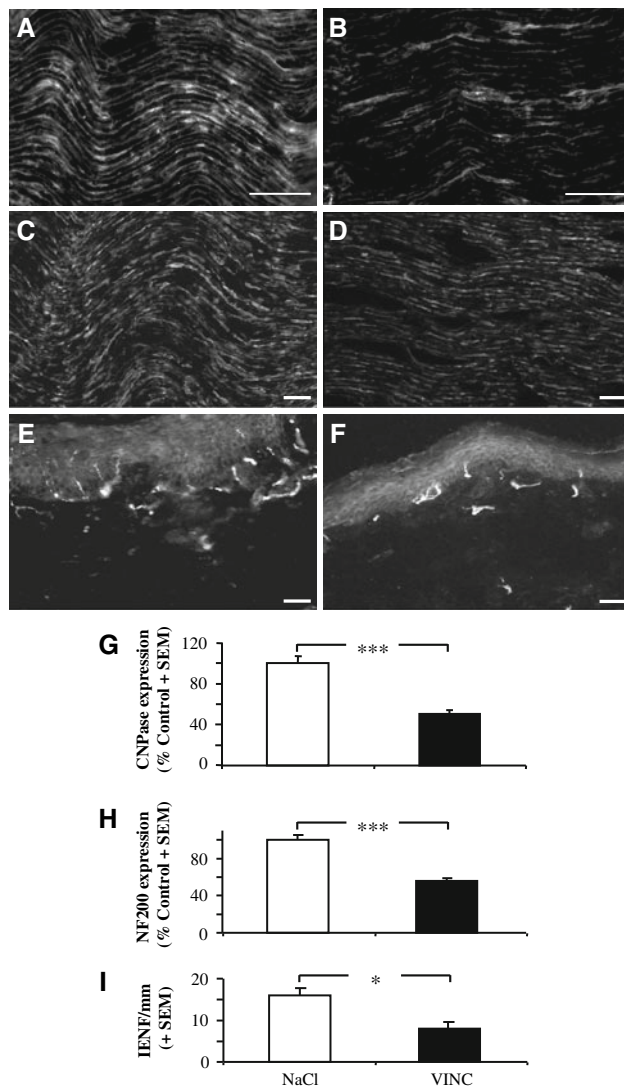 A
B
C
D
E
F
G
CNPase expression
(% Control + SEM)
120
80
40
0
***
H
NF200 expression
(% Control + SEM)
80
40
0
***
I
IENF/mm
(+ SEM)
20
10
0
*
NaCl
VINC